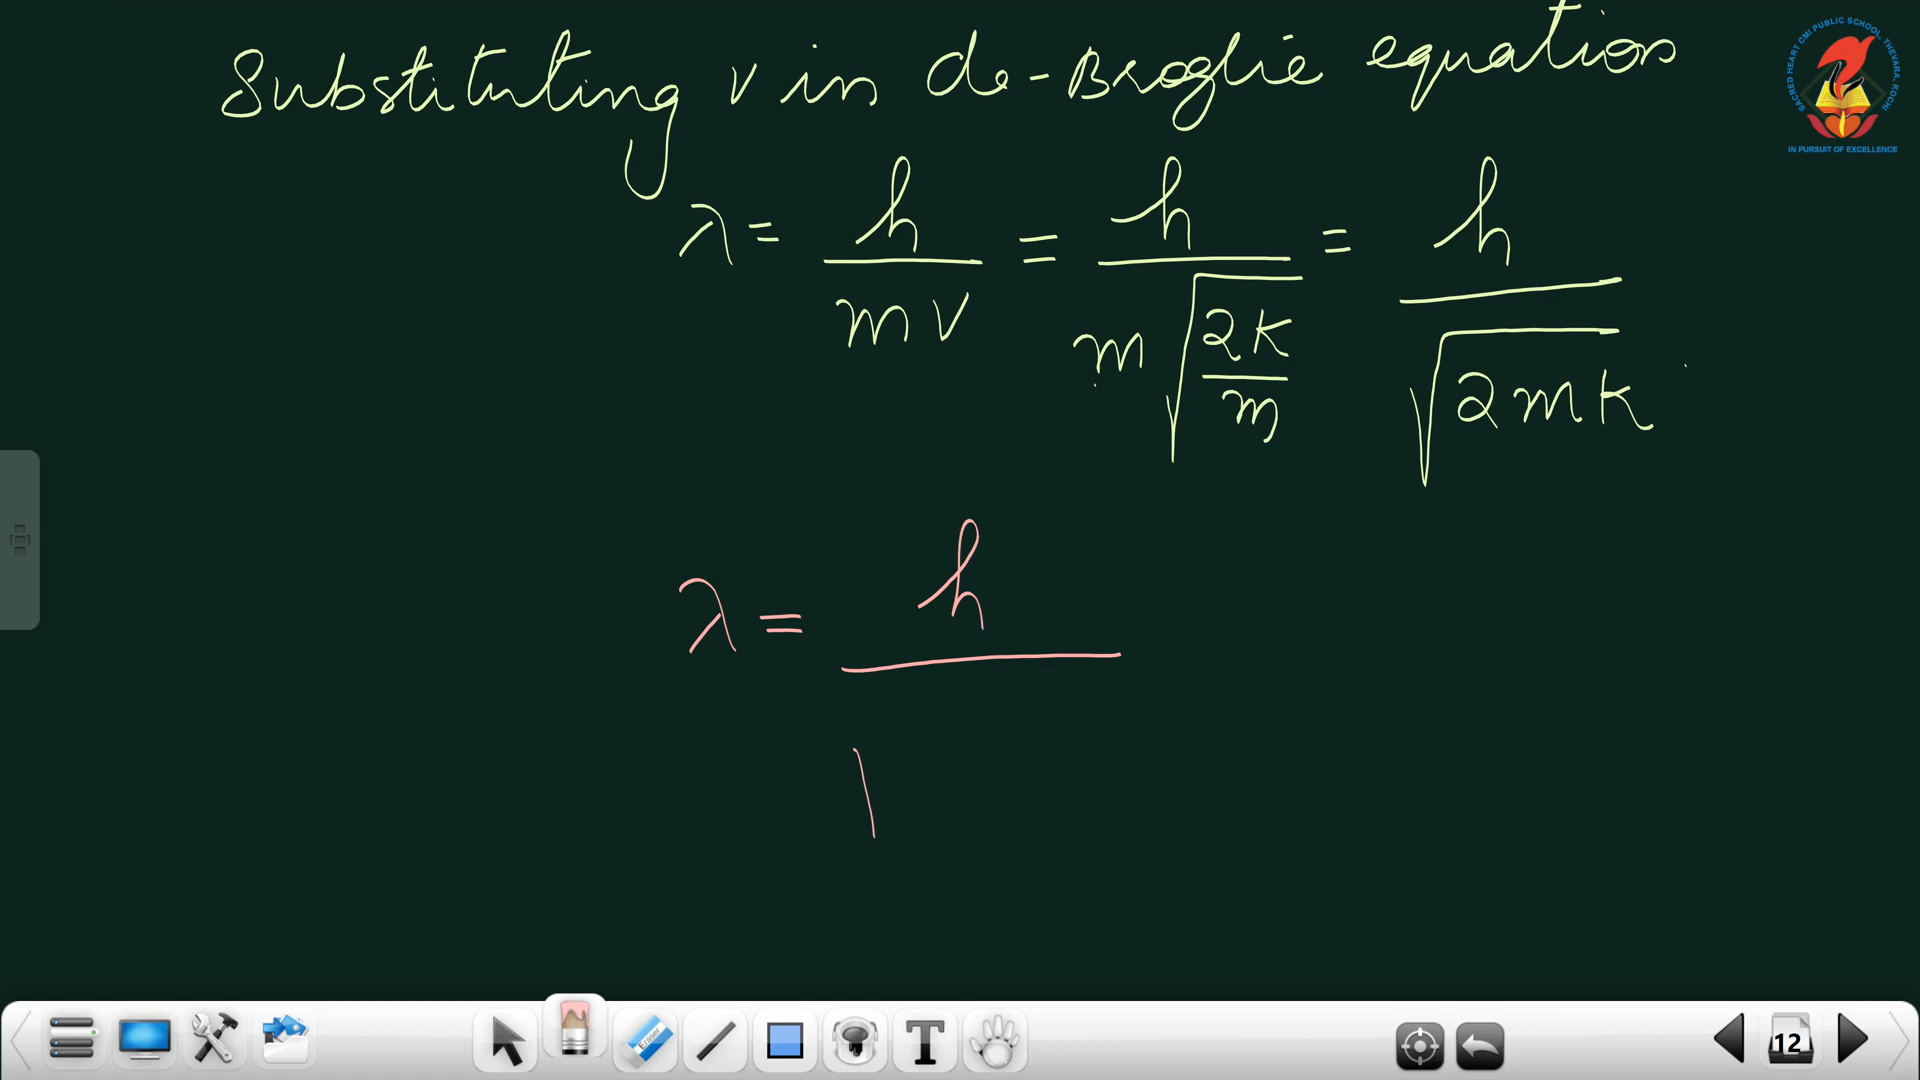 Substituting v in de-Broglie equation
λ = h / mv = h / m√(2K/m) = h / √2mK
λ = h /
SACRED HEART CMI PUBLIC SCHOOL, THEVARA, KOCHI
IN PURSUIT OF EXCELLENCE
Eraser
T
12